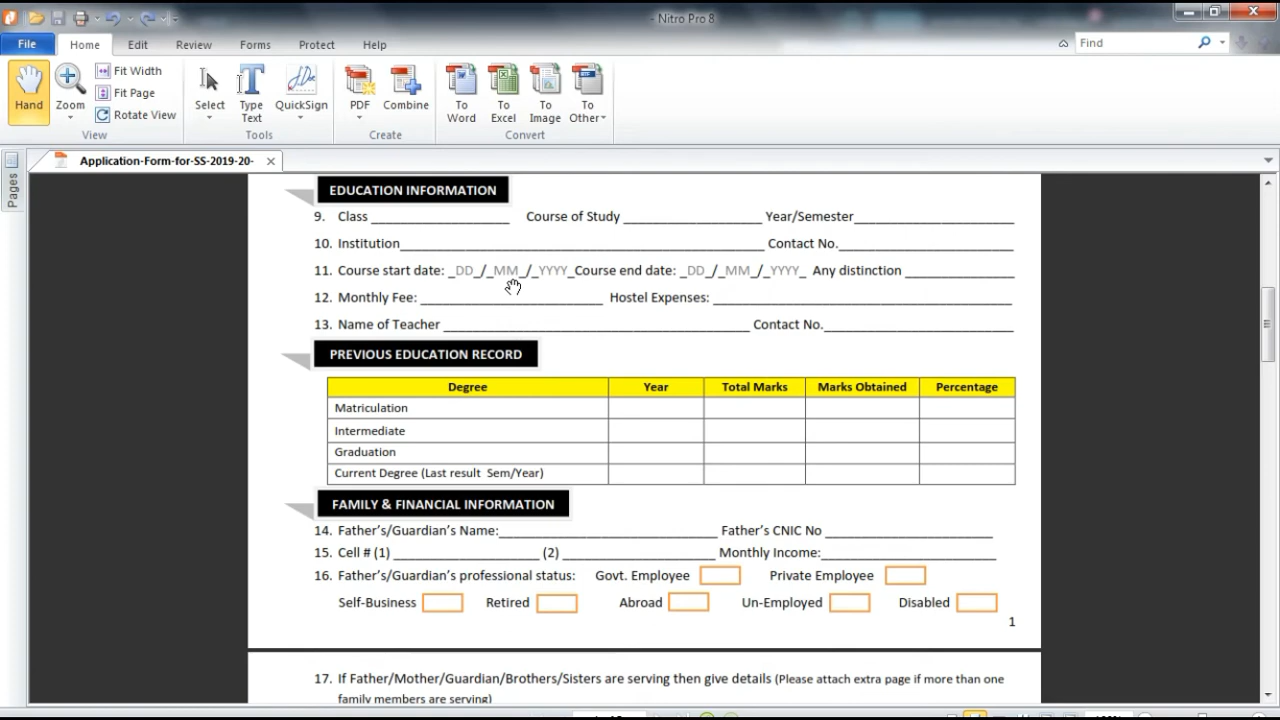 - Nitro Pro 8
File Home Edit Review Forms Protect Help Find
Hand Zoom Fit Width Fit Page Rotate View View
Select Type Text QuickSign Tools
PDF Combine Create
To Word To Excel To Image To Other Convert
Pages
Application-Form-for-SS-2019-20-
EDUCATION INFORMATION
9. Class ____________________ Course of Study ____________________ Year/Semester______________________
10. Institution____________________________________________________ Contact No.________________________
11. Course start date: _DD_/_MM_/_YYYY_Course end date: _DD_/_MM_/_YYYY_ Any distinction _______________
12. Monthly Fee: __________________________ Hostel Expenses: __________________________________________
13. Name of Teacher ____________________________________________ Contact No.___________________________
PREVIOUS EDUCATION RECORD
Degree Year Total Marks Marks Obtained Percentage
Matriculation
Intermediate
Graduation
Current Degree (Last result Sem/Year)
FAMILY & FINANCIAL INFORMATION
14. Father's/Guardian's Name:________________________________ Father's CNIC No ________________________
15. Cell # (1) _____________________ (2) ______________________ Monthly Income:_________________________
16. Father's/Guardian's professional status: Govt. Employee Private Employee
Self-Business Retired Abroad Un-Employed Disabled
1
17. If Father/Mother/Guardian/Brothers/Sisters are serving then give details (Please attach extra page if more than one
family members are serving)